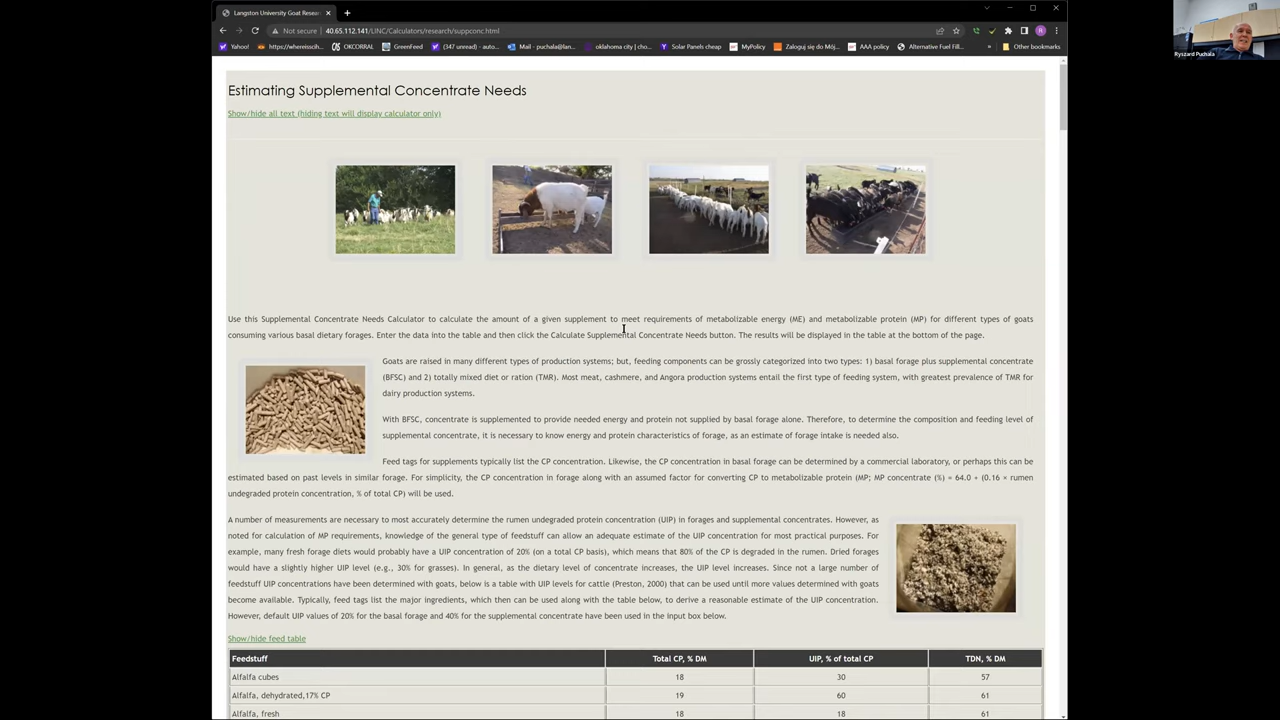 Langston University Goat Resear
Not secure | 40.65.112.141/LINC/Calculators/research/suppconc.html
R
Yahoo! https://whereisscih... OKCORRAL GreenFeed (347 unread) - auto... Mail - puchala@lan... oklahoma city | cho... Solar Panels cheap MyPolicy Zaloguj się do Mój... AAA policy Alternative Fuel Fill... » Other bookmarks
Ryszard Puchala
Estimating Supplemental Concentrate Needs
Show/hide all text (hiding text will display calculator only)
Use this Supplemental Concentrate Needs Calculator to calculate the amount of a given supplement to meet requirements of metabolizable energy (ME) and metabolizable protein (MP) for different types of goats
consuming various basal dietary forages. Enter the data into the table and then click the Calculate Supplemental Concentrate Needs button. The results will be displayed in the table at the bottom of the page.
Goats are raised in many different types of production systems; but, feeding components can be grossly categorized into two types: 1) basal forage plus supplemental concentrate
(BFSC) and 2) totally mixed diet or ration (TMR). Most meat, cashmere, and Angora production systems entail the first type of feeding system, with greatest prevalence of TMR for
dairy production systems.
With BFSC, concentrate is supplemented to provide needed energy and protein not supplied by basal forage alone. Therefore, to determine the composition and feeding level of
supplemental concentrate, it is necessary to know energy and protein characteristics of forage, as an estimate of forage intake is needed also.
Feed tags for supplements typically list the CP concentration. Likewise, the CP concentration in basal forage can be determined by a commercial laboratory, or perhaps this can be
estimated based on past levels in similar forage. For simplicity, the CP concentration in forage along with an assumed factor for converting CP to metabolizable protein (MP; MP concentrate (%) = 64.0 + (0.16 × rumen
undegraded protein concentration, % of total CP) will be used.
A number of measurements are necessary to most accurately determine the rumen undegraded protein concentration (UIP) in forages and supplemental concentrates. However, as
noted for calculation of MP requirements, knowledge of the general type of feedstuff can allow an adequate estimate of the UIP concentration for most practical purposes. For
example, many fresh forage diets would probably have a UIP concentration of 20% (on a total CP basis), which means that 80% of the CP is degraded in the rumen. Dried forages
would have a slightly higher UIP level (e.g., 30% for grasses). In general, as the dietary level of concentrate increases, the UIP level increases. Since not a large number of
feedstuff UIP concentrations have been determined with goats, below is a table with UIP levels for cattle (Preston, 2000) that can be used until more values determined with goats
become available. Typically, feed tags list the major ingredients, which then can be used along with the table below, to derive a reasonable estimate of the UIP concentration.
However, default UIP values of 20% for the basal forage and 40% for the supplemental concentrate have been used in the input box below.
Show/hide feed table
Feedstuff Total CP, % DM UIP, % of total CP TDN, % DM
Alfalfa cubes 18 30 57
Alfalfa, dehydrated,17% CP 19 60 61
Alfalfa, fresh 18 18 61